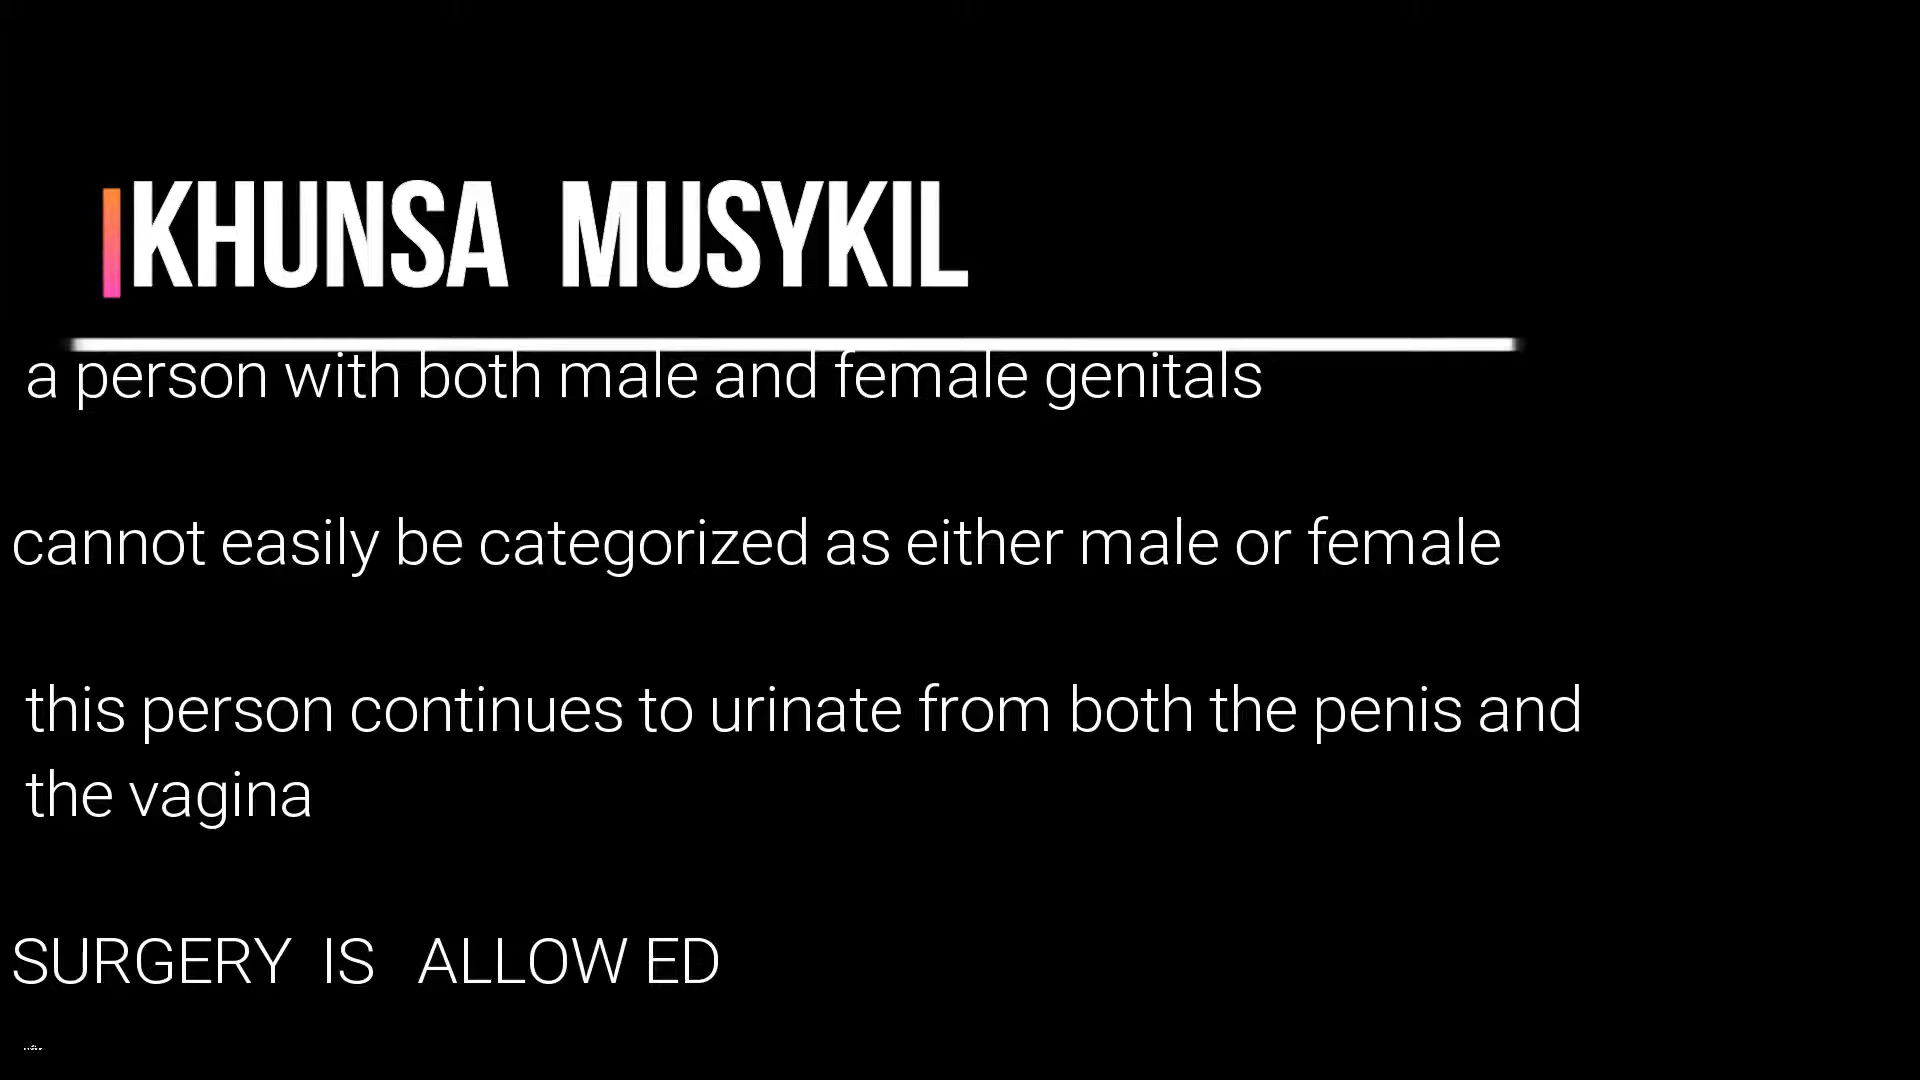 KHUNSA MUSYKIL
a person with both male and female genitals
cannot easily be categorized as either male or female
this person continues to urinate from both the penis and
the vagina
SURGERY IS ALLOW ED